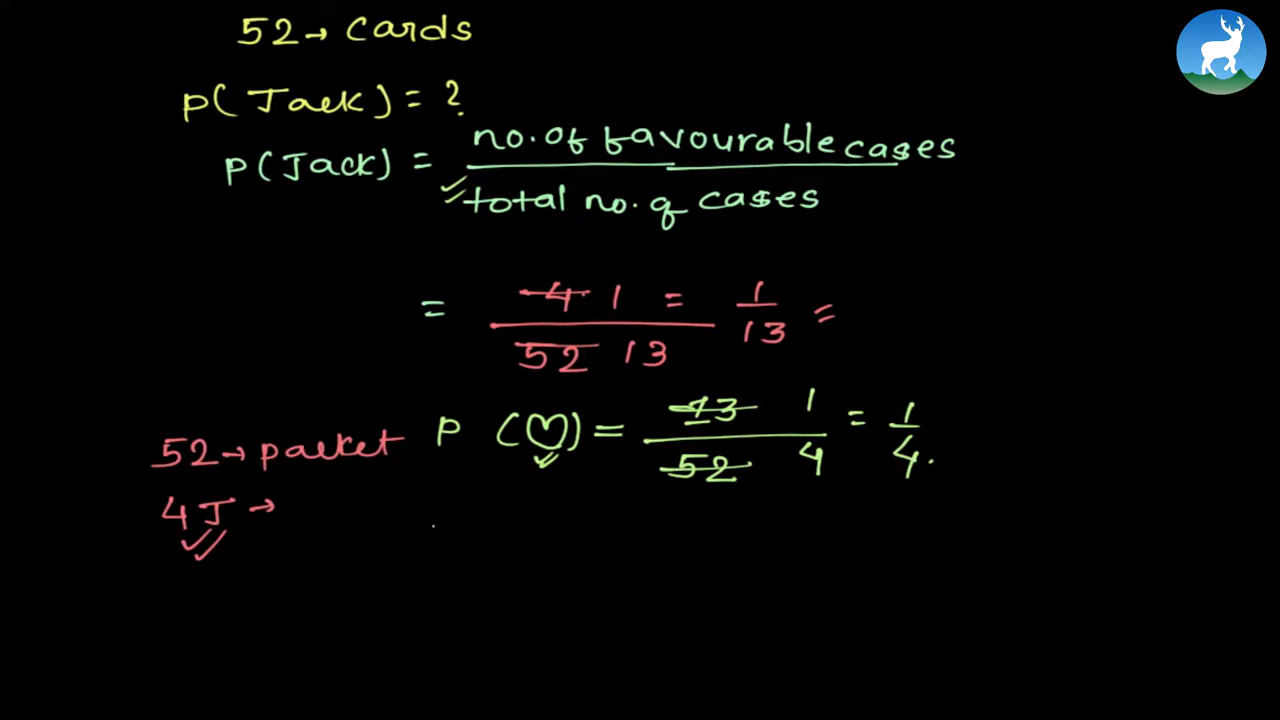 52 → cards
P(Jack) = ?
P(Jack) = no. of favourable cases / total no. of cases
= 4 1 / 52 13 = 1/13 =
P (♡) = 13 1 / 52 4 = 1/4.
52 → packet
4 J →